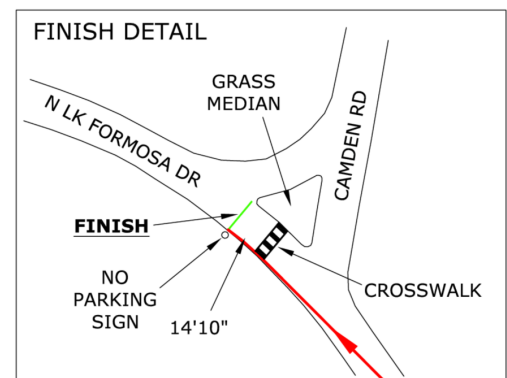 FINISH DETAIL
GRASS
MEDIAN
N LK FORMOSA DR
CAMDEN RD
FINISH
NO
PARKING
SIGN
14'10"
CROSSWALK